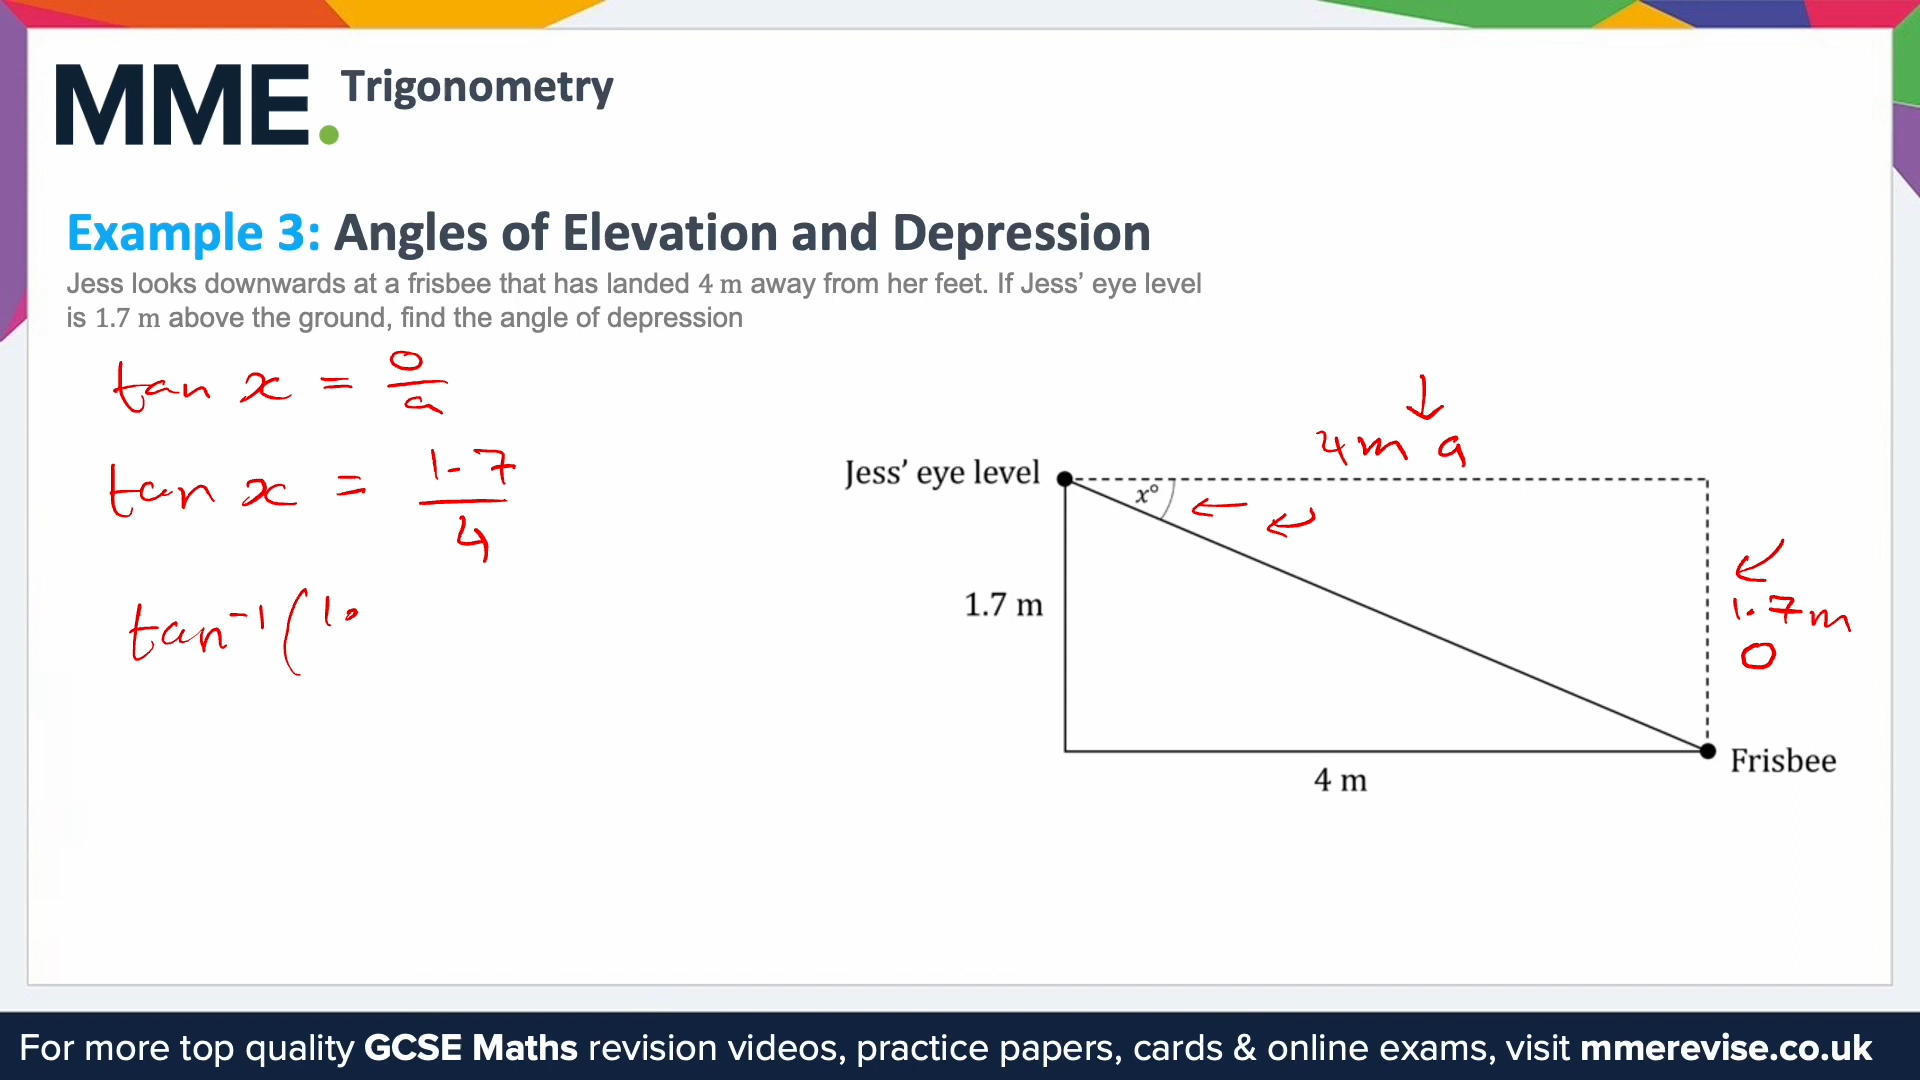 MME. Trigonometry
Example 3: Angles of Elevation and Depression
Jess looks downwards at a frisbee that has landed 4 m away from her feet. If Jess’ eye level
is 1.7 m above the ground, find the angle of depression
tan x = o/a
tan x = 1.7/4
tan⁻¹(1.
4m a
Jess’ eye level
x°
1.7 m
1.7m
O
Frisbee
4 m
For more top quality GCSE Maths revision videos, practice papers, cards & online exams, visit mmerevise.co.uk